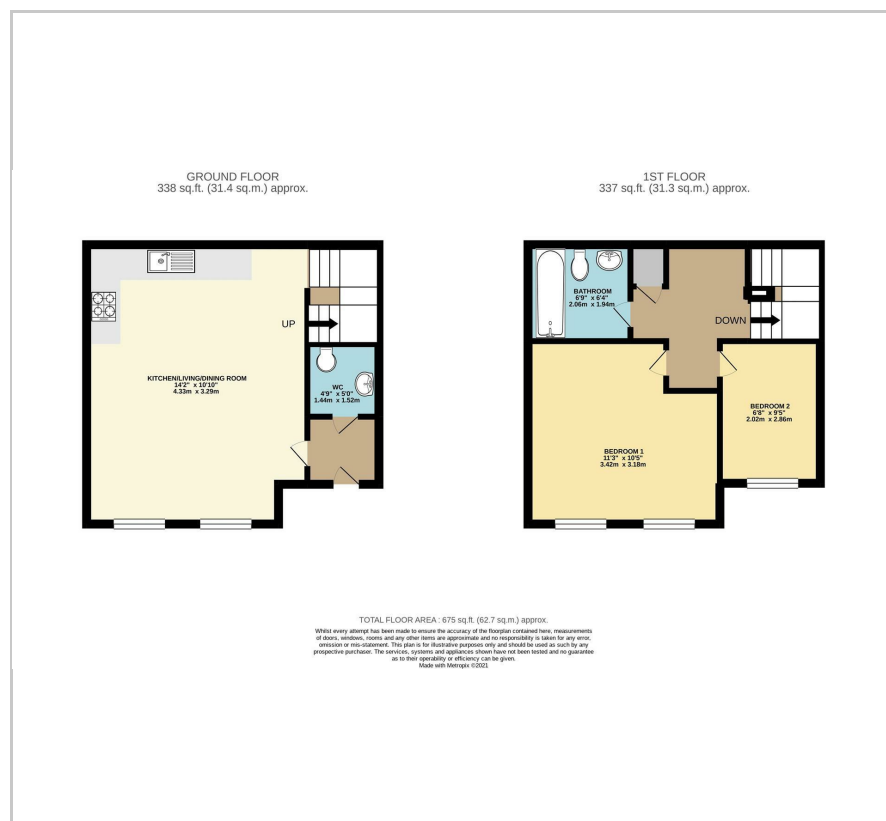 GROUND FLOOR
338 sq.ft. (31.4 sq.m.) approx.
UP
KITCHEN/LIVING/DINING ROOM
14'2" x 10'10"
4.33m x 3.29m
WC
4'9" x 5'0"
1.44m x 1.52m
1ST FLOOR
337 sq.ft. (31.3 sq.m.) approx.
BATHROOM
6'9" x 6'4"
2.06m x 1.94m
DOWN
BEDROOM 2
6'8" x 9'5"
2.02m x 2.86m
BEDROOM 1
11'3" x 10'5"
3.42m x 3.18m
TOTAL FLOOR AREA : 675 sq.ft. (62.7 sq.m.) approx.
Whilst every attempt has been made to ensure the accuracy of the floorplan contained here, measurements
of doors, windows, rooms and any other items are approximate and no responsibility is taken for any error,
omission or mis-statement. This plan is for illustrative purposes only and should be used as such by any
prospective purchaser. The services, systems and appliances shown have not been tested and no guarantee
as to their operability or efficiency can be given.
Made with Metropix ©2021